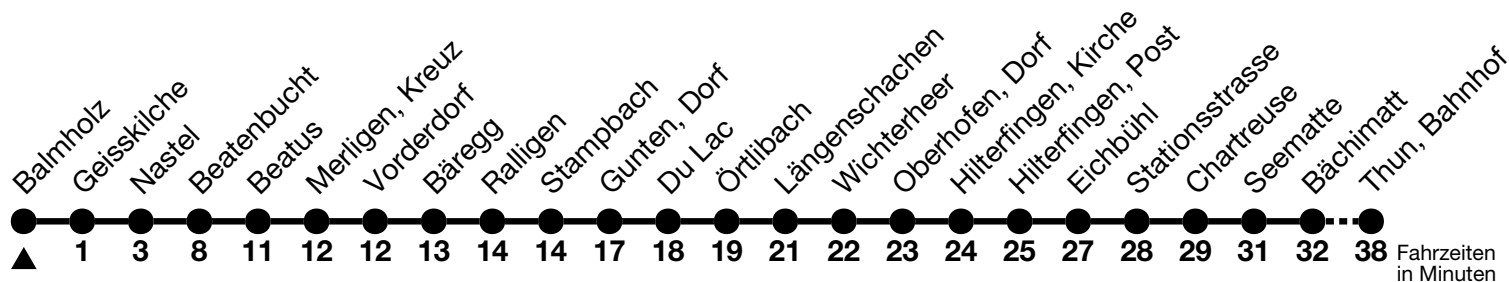 Balmholz
Geisskilche
Nastel
Beatenbucht
Beatus
Merligen, Kreuz
Vorderdorf
Bäregg
Ralligen
Stampbach
Gunten, Dorf
Du Lac
Örtlibach
Längenschachen
Wichterheer
Oberhofen, Dorf
Hilterfingen, Kirche
Hilterfingen, Post
Eichbühl
Stationsstrasse
Chartreuse
Seematte
Bächimatt
Thun, Bahnhof
1 3 8 11 12 12 13 14 14 17 18 19 21 22 23 24 25 27 28 29 31 32 38 Fahrzeiten
in Minuten